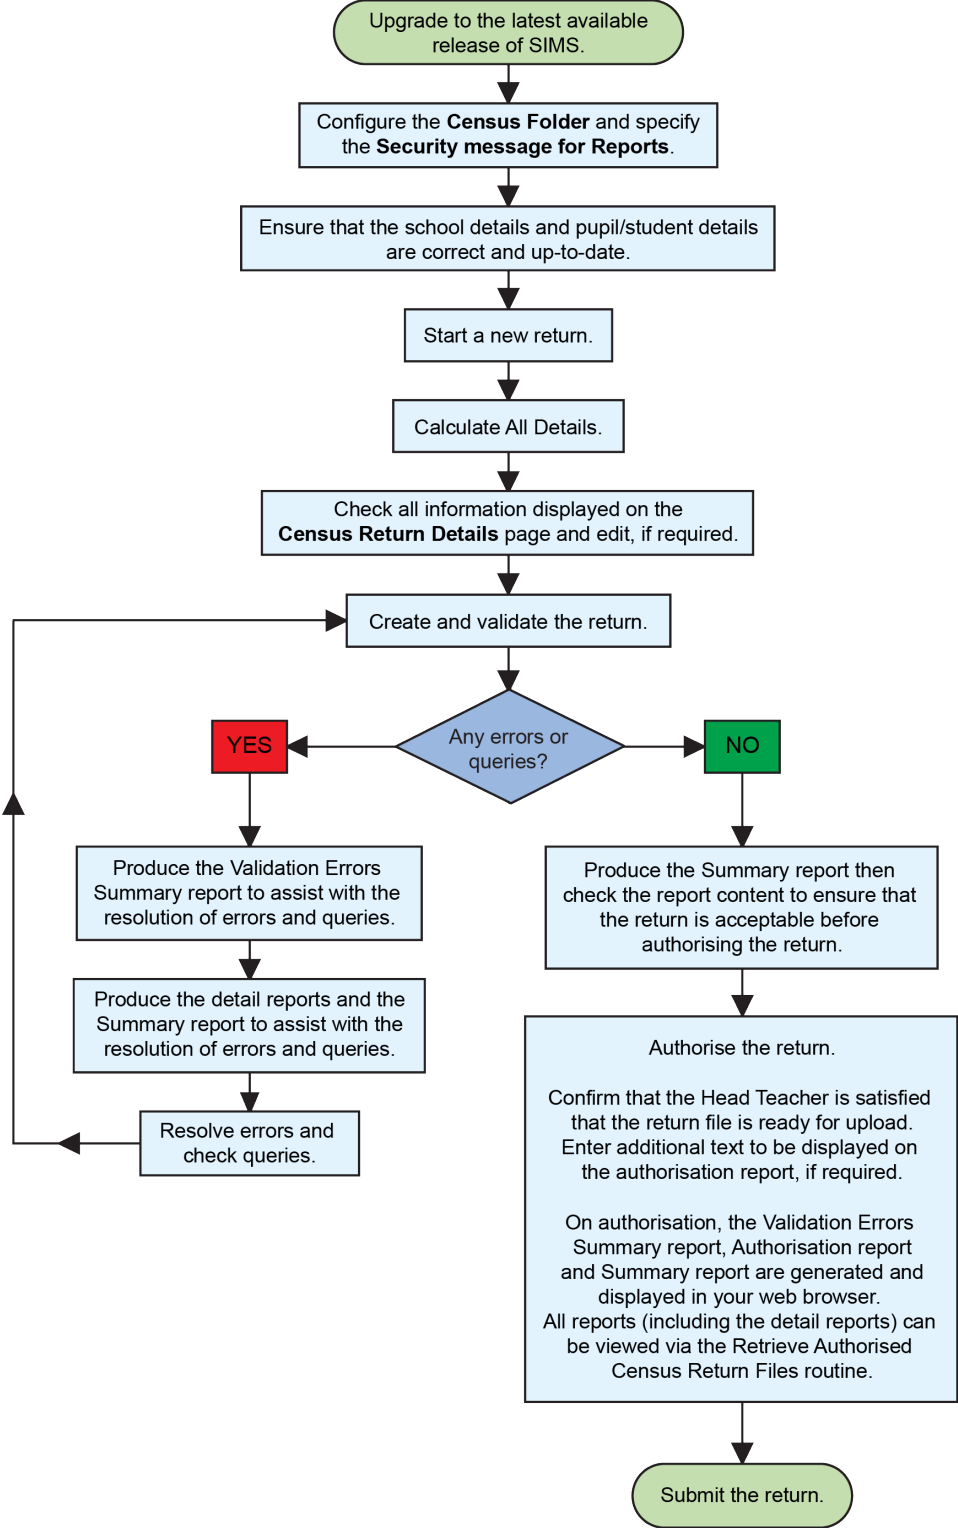 Upgrade to the latest available
release of SIMS.
Configure the Census Folder and specify
the Security message for Reports.
Ensure that the school details and pupil/student details
are correct and up-to-date.
Start a new return.
Calculate All Details.
Check all information displayed on the
Census Return Details page and edit, if required.
Create and validate the return.
Any errors or
queries?
YES
NO
Produce the Validation Errors
Summary report to assist with the
resolution of errors and queries.
Produce the detail reports and the
Summary report to assist with the
resolution of errors and queries.
Resolve errors and
check queries.
Produce the Summary report then
check the report content to ensure that
the return is acceptable before
authorising the return.
Authorise the return.
Confirm that the Head Teacher is satisfied
that the return file is ready for upload.
Enter additional text to be displayed on
the authorisation report, if required.
On authorisation, the Validation Errors
Summary report, Authorisation report
and Summary report are generated and
displayed in your web browser.
All reports (including the detail reports) can
be viewed via the Retrieve Authorised
Census Return Files routine.
Submit the return.